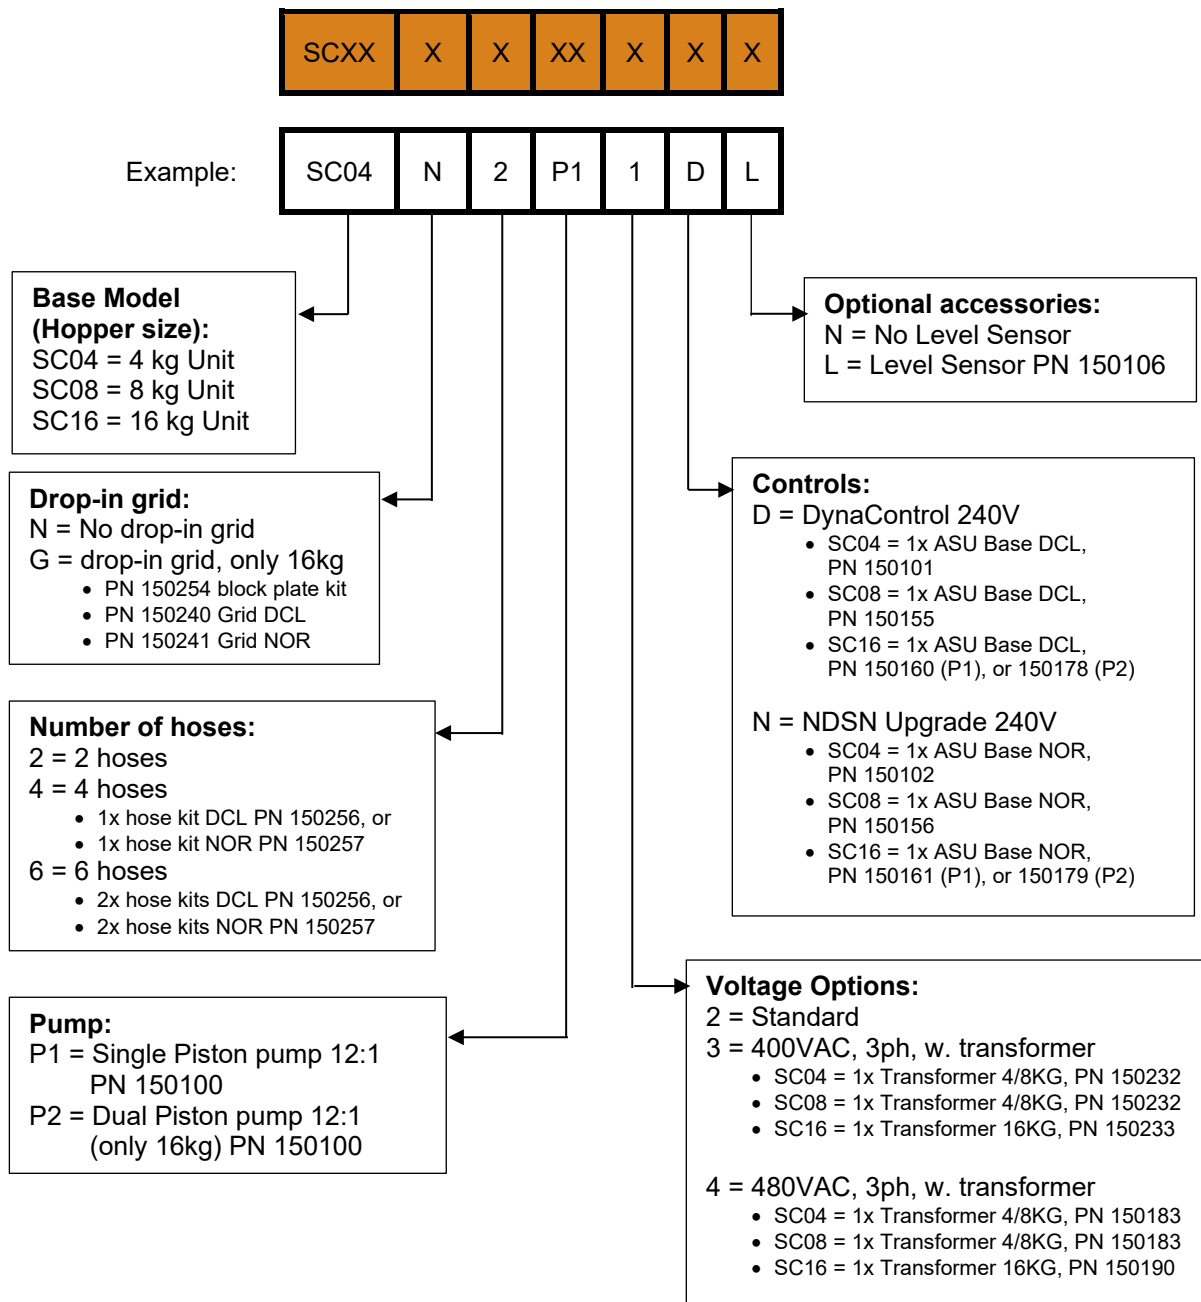 SCXX X X XX X X X
Example: SC04 N 2 P1 1 D L
Base Model
(Hopper size):
SC04 = 4 kg Unit
SC08 = 8 kg Unit
SC16 = 16 kg Unit
Optional accessories:
N = No Level Sensor
L = Level Sensor PN 150106
Drop-in grid:
N = No drop-in grid
G = drop-in grid, only 16kg
• PN 150254 block plate kit
• PN 150240 Grid DCL
• PN 150241 Grid NOR
Controls:
D = DynaControl 240V
• SC04 = 1x ASU Base DCL,
PN 150101
• SC08 = 1x ASU Base DCL,
PN 150155
• SC16 = 1x ASU Base DCL,
PN 150160 (P1), or 150178 (P2)
N = NDSN Upgrade 240V
• SC04 = 1x ASU Base NOR,
PN 150102
• SC08 = 1x ASU Base NOR,
PN 150156
• SC16 = 1x ASU Base NOR,
PN 150161 (P1), or 150179 (P2)
Number of hoses:
2 = 2 hoses
4 = 4 hoses
• 1x hose kit DCL PN 150256, or
• 1x hose kit NOR PN 150257
6 = 6 hoses
• 2x hose kits DCL PN 150256, or
• 2x hose kits NOR PN 150257
Pump:
P1 = Single Piston pump 12:1
PN 150100
P2 = Dual Piston pump 12:1
(only 16kg) PN 150100
Voltage Options:
2 = Standard
3 = 400VAC, 3ph, w. transformer
• SC04 = 1x Transformer 4/8KG, PN 150232
• SC08 = 1x Transformer 4/8KG, PN 150232
• SC16 = 1x Transformer 16KG, PN 150233
4 = 480VAC, 3ph, w. transformer
• SC04 = 1x Transformer 4/8KG, PN 150183
• SC08 = 1x Transformer 4/8KG, PN 150183
• SC16 = 1x Transformer 16KG, PN 150190